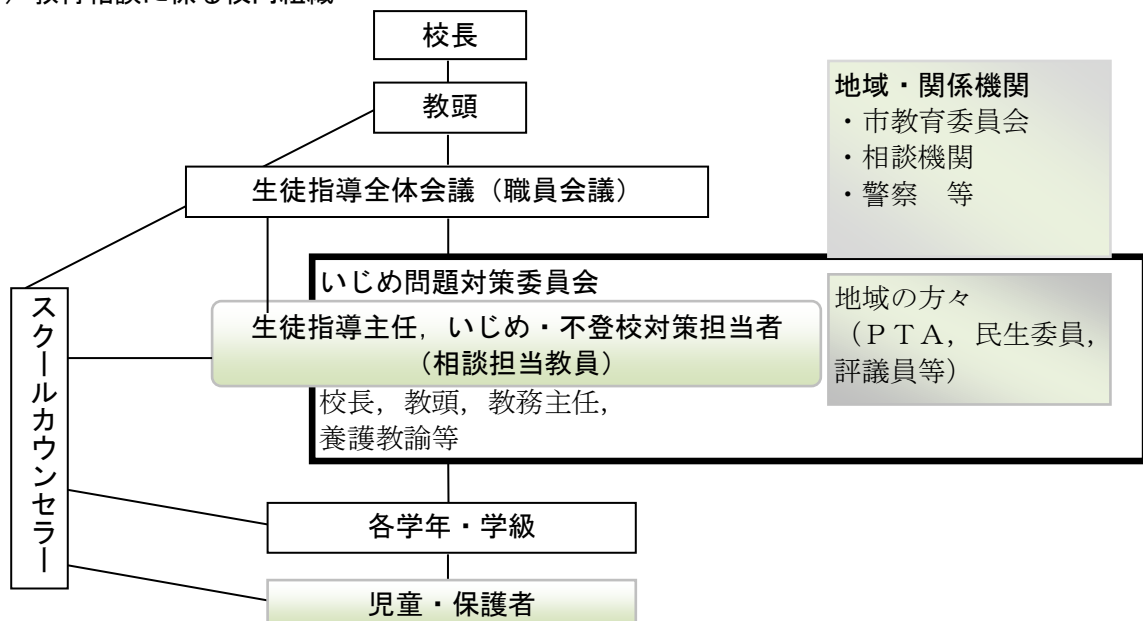 ）教育相談に係る校内組織
校長
教頭
生徒指導全体会議（職員会議）
地域・関係機関
・市教育委員会
・相談機関
・警察　等
スクールカウンセラー
いじめ問題対策委員会
生徒指導主任，いじめ・不登校対策担当者
（相談担当教員）
校長，教頭，教務主任，
養護教諭等
地域の方々
（ＰＴＡ，民生委員，
評議員等）
各学年・学級
児童・保護者